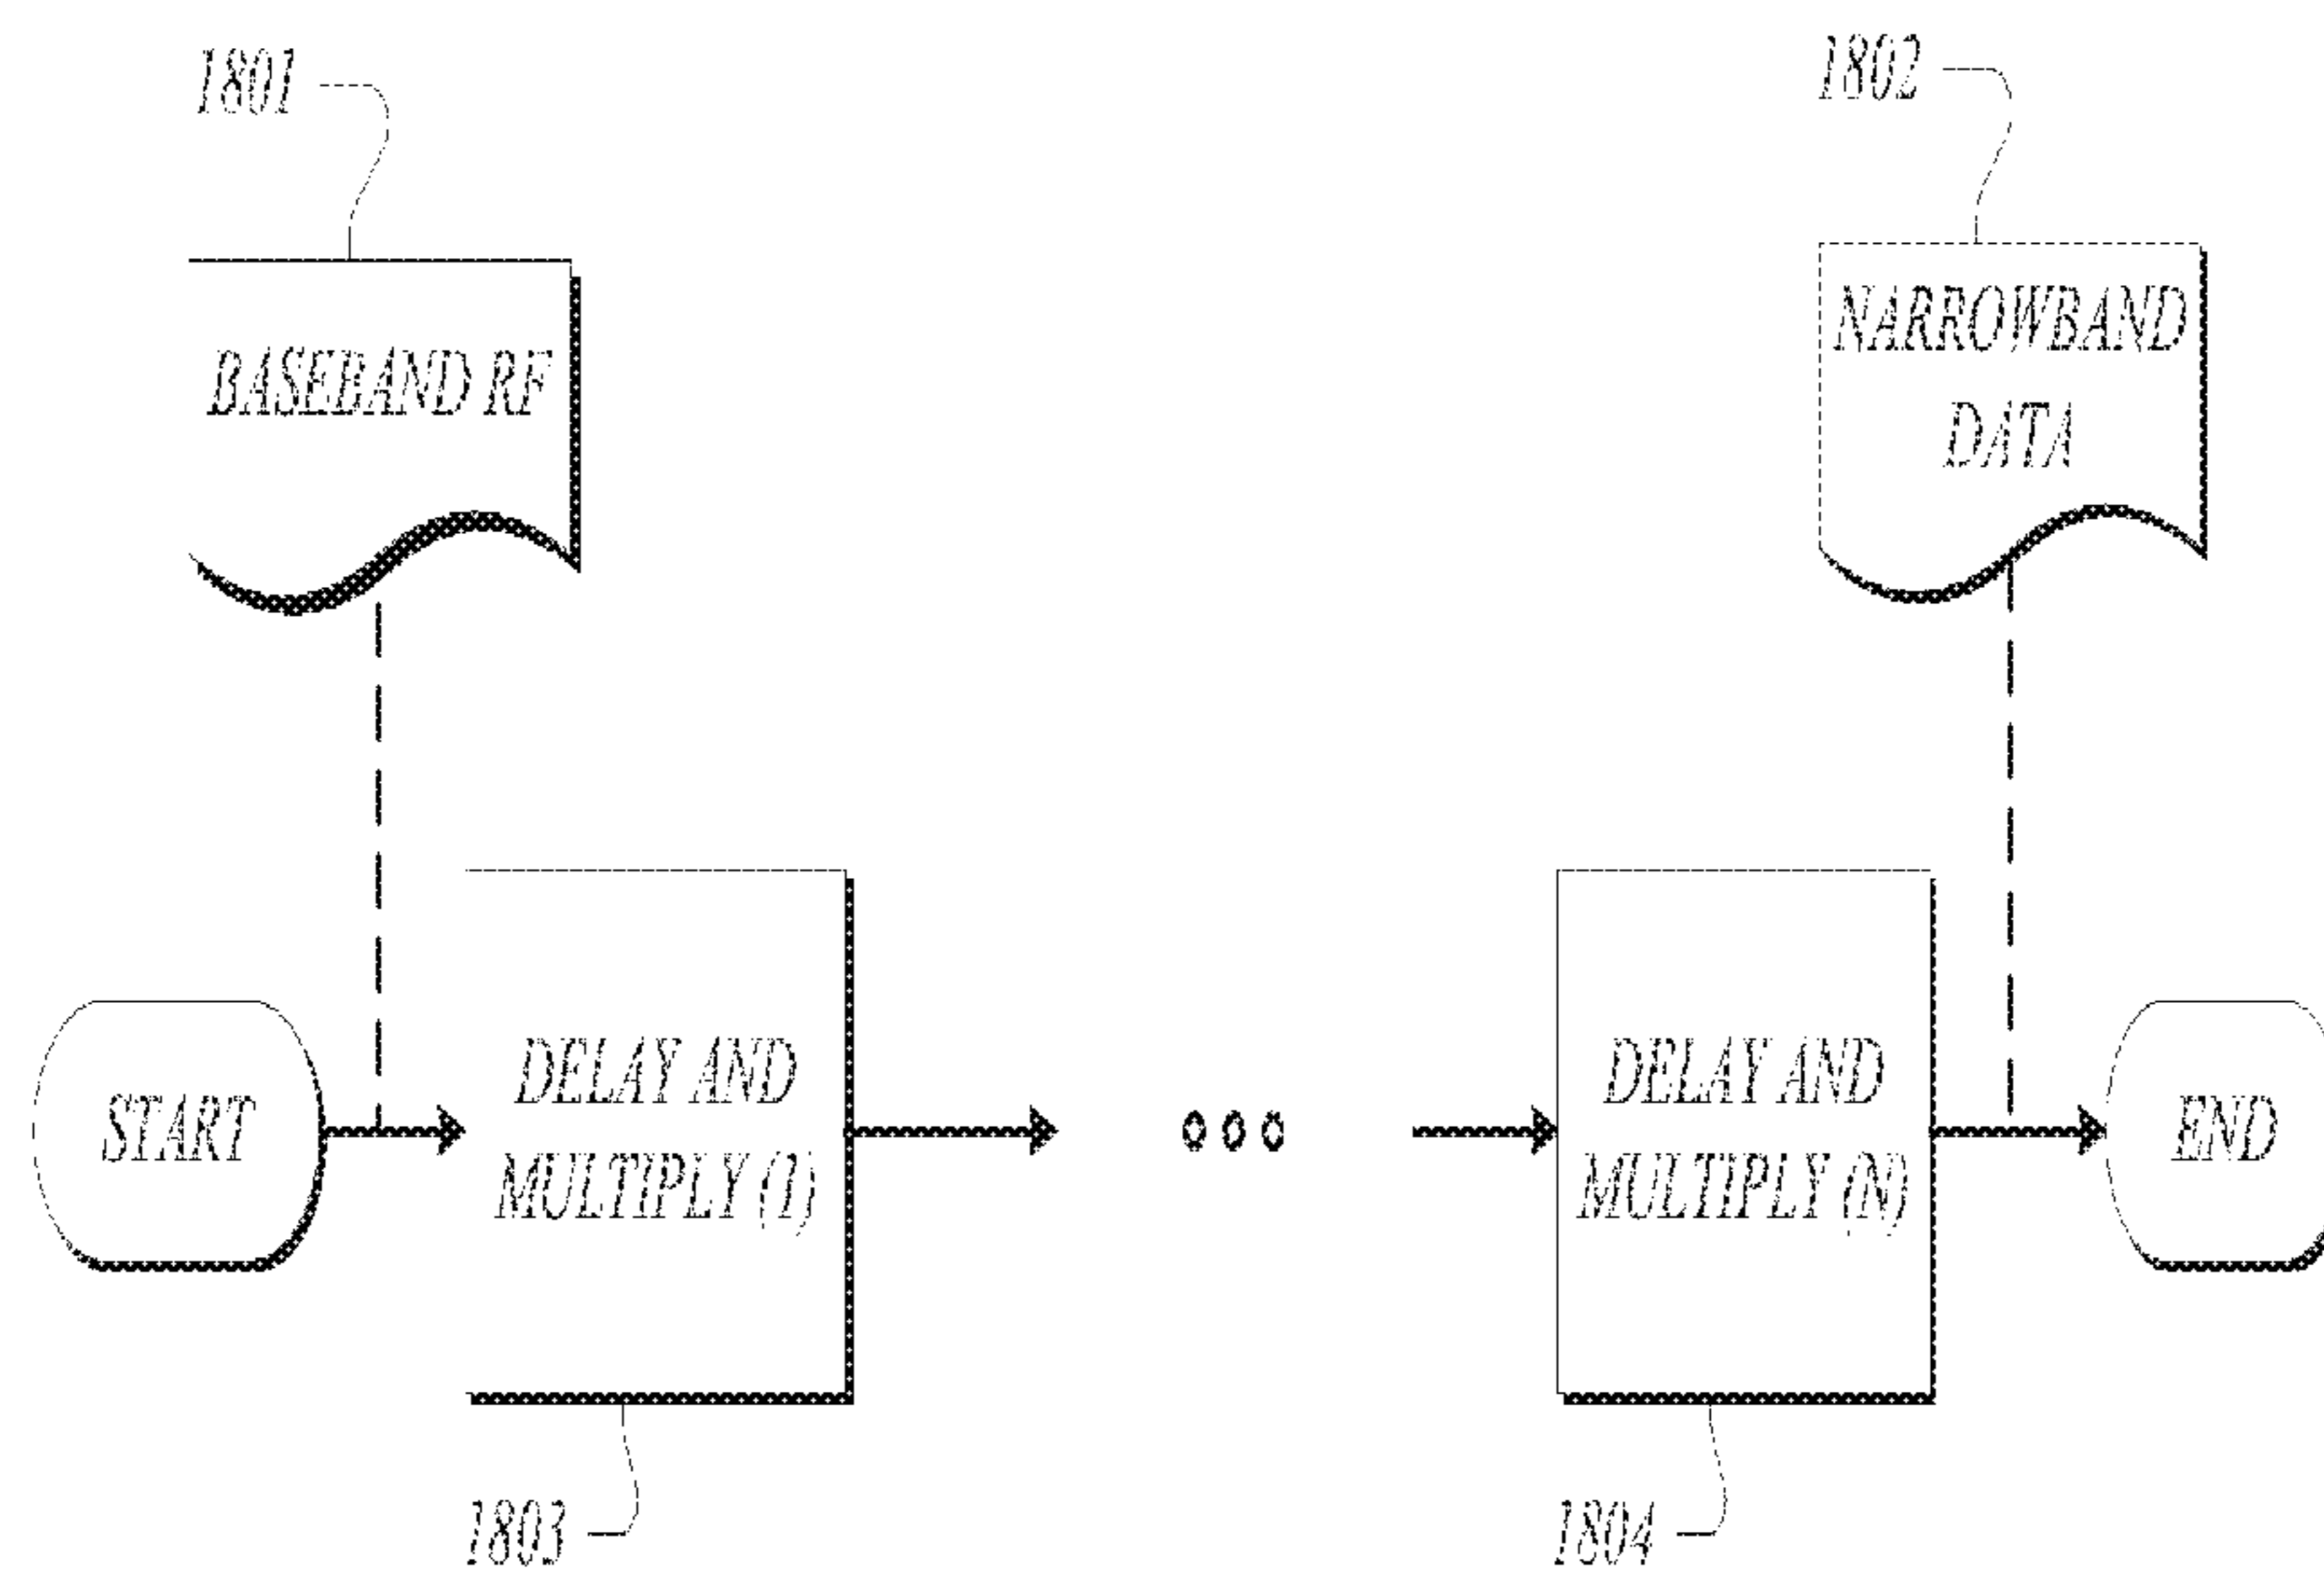 1801
1802
BASEBAND RF
NARROWBAND
DATA
START
DELAY AND
MULTIPLY (1)
DELAY AND
MULTIPLY (N)
END
1803
1804